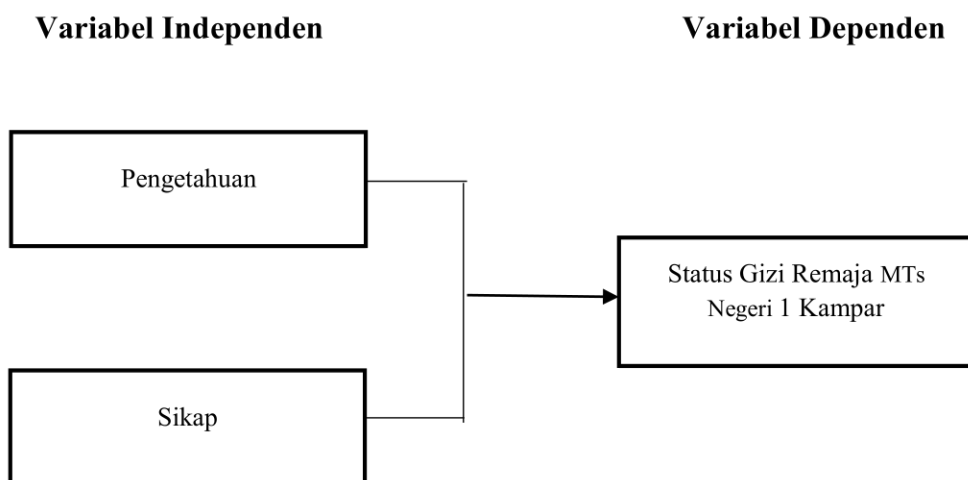 Variabel Independen
Variabel Dependen
Pengetahuan
Status Gizi Remaja MTs
Negeri 1 Kampar
Sikap